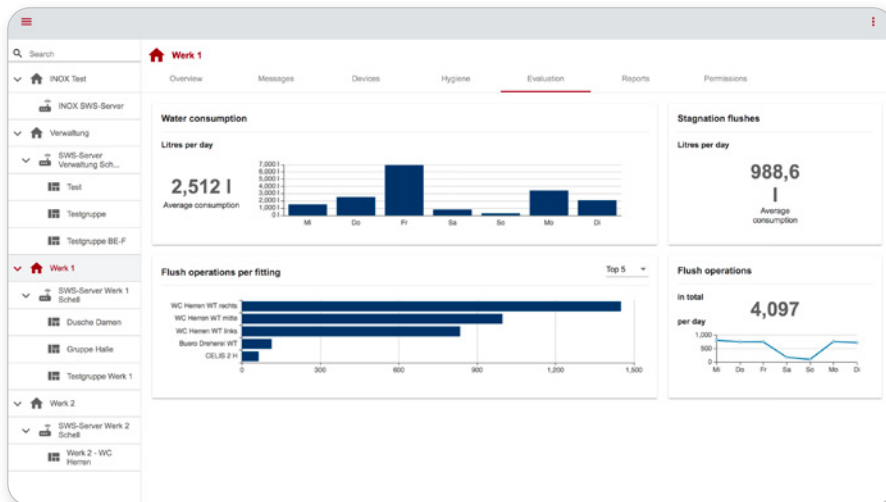 Search
INOX Test
INOX SWS-Server
Verwaltung
SWS-Server
Verwaltung Sch...
Test
Testgruppe
Testgruppe BE-F
Werk 1
SWS-Server Werk 1
Schell
Dusche Damen
Gruppe Halle
Testgruppe Werk 1
Werk 2
SWS-Server Werk 2
Schell
Werk 2 - WC
Herren
Werk 1
Overview Messages Devices Hygiene Evaluation Reports Permissions
Water consumption
Litres per day
2,512 l
Average consumption
7,000 l
6,000 l
5,000 l
4,000 l
3,000 l
2,000 l
1,000 l
0 l
Mi Do Fr Sa So Mo Di
Stagnation flushes
Litres per day
988,6
l
Average
consumption
Flush operations per fitting
Top 5
WC Herren WT rechts
WC Herren WT mitte
WC Herren WT links
Buero Dreherei WT
CELIS 2 H
0 300 600 900 1,200 1,500
Flush operations
in total
4,097
per day
1,000
500
0
Mi Do Fr Sa So Mo Di